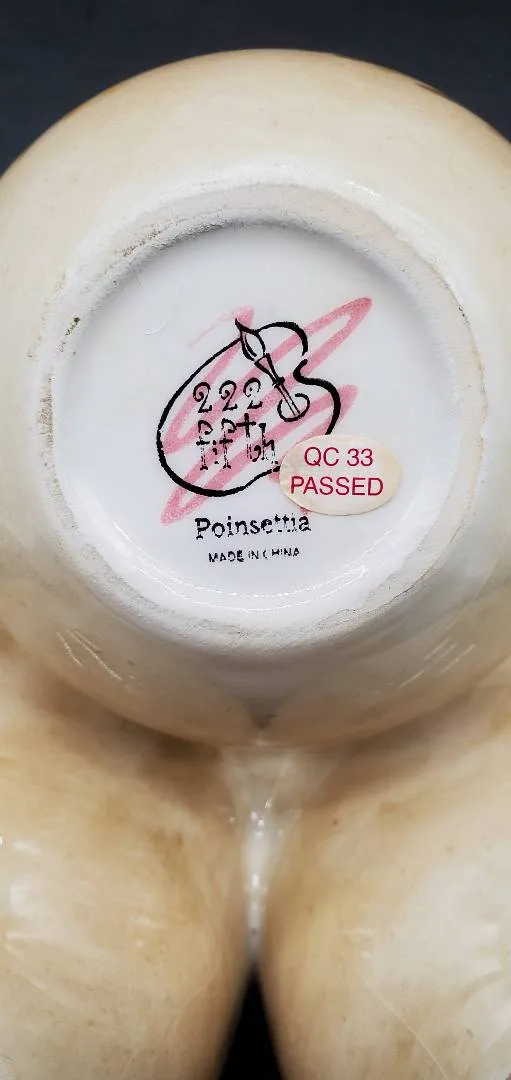 222
fifth
QC 33
PASSED
Poinsettia
MADE IN CHINA